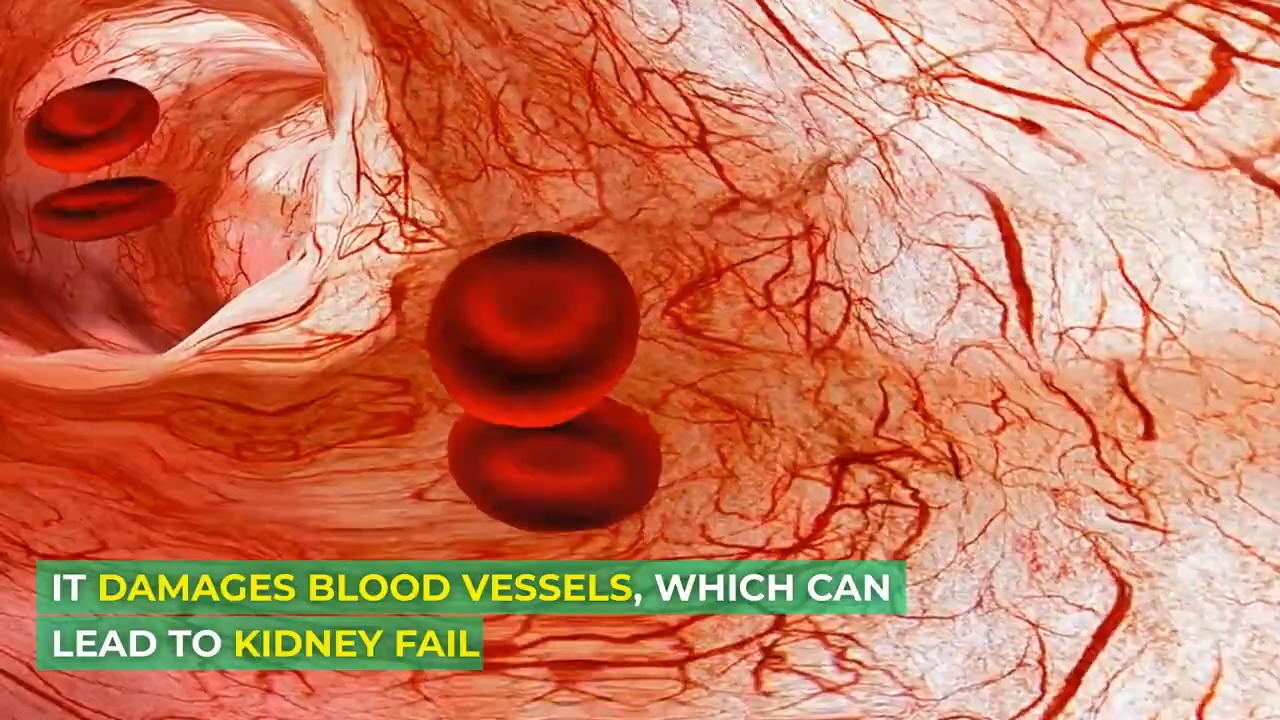 IT DAMAGES BLOOD VESSELS, WHICH CAN
LEAD TO KIDNEY FAIL